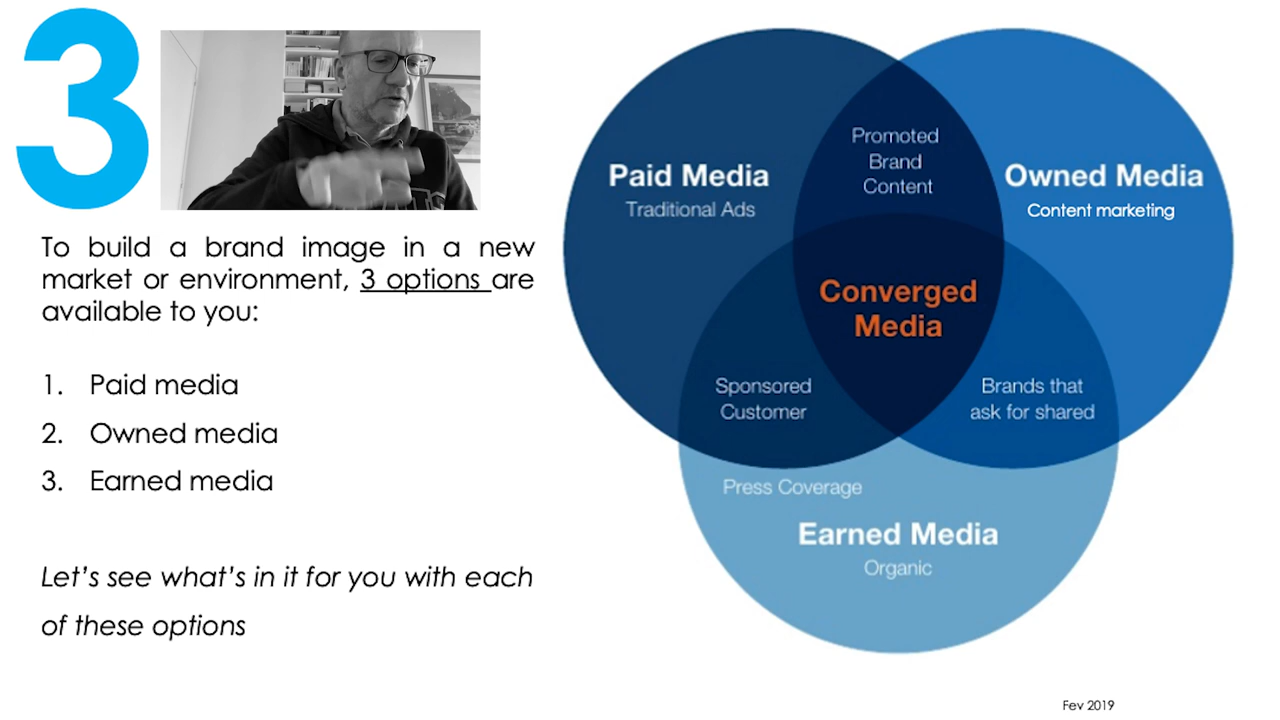 3
To build a brand image in a new
market or environment, 3 options are
available to you:
1. Paid media
2. Owned media
3. Earned media
Let's see what's in it for you with each
of these options
Promoted
Brand
Content
Paid Media
Traditional Ads
Owned Media
Content marketing
Converged
Media
Sponsored
Customer
Brands that
ask for shared
Press Coverage
Earned Media
Organic
Fev 2019